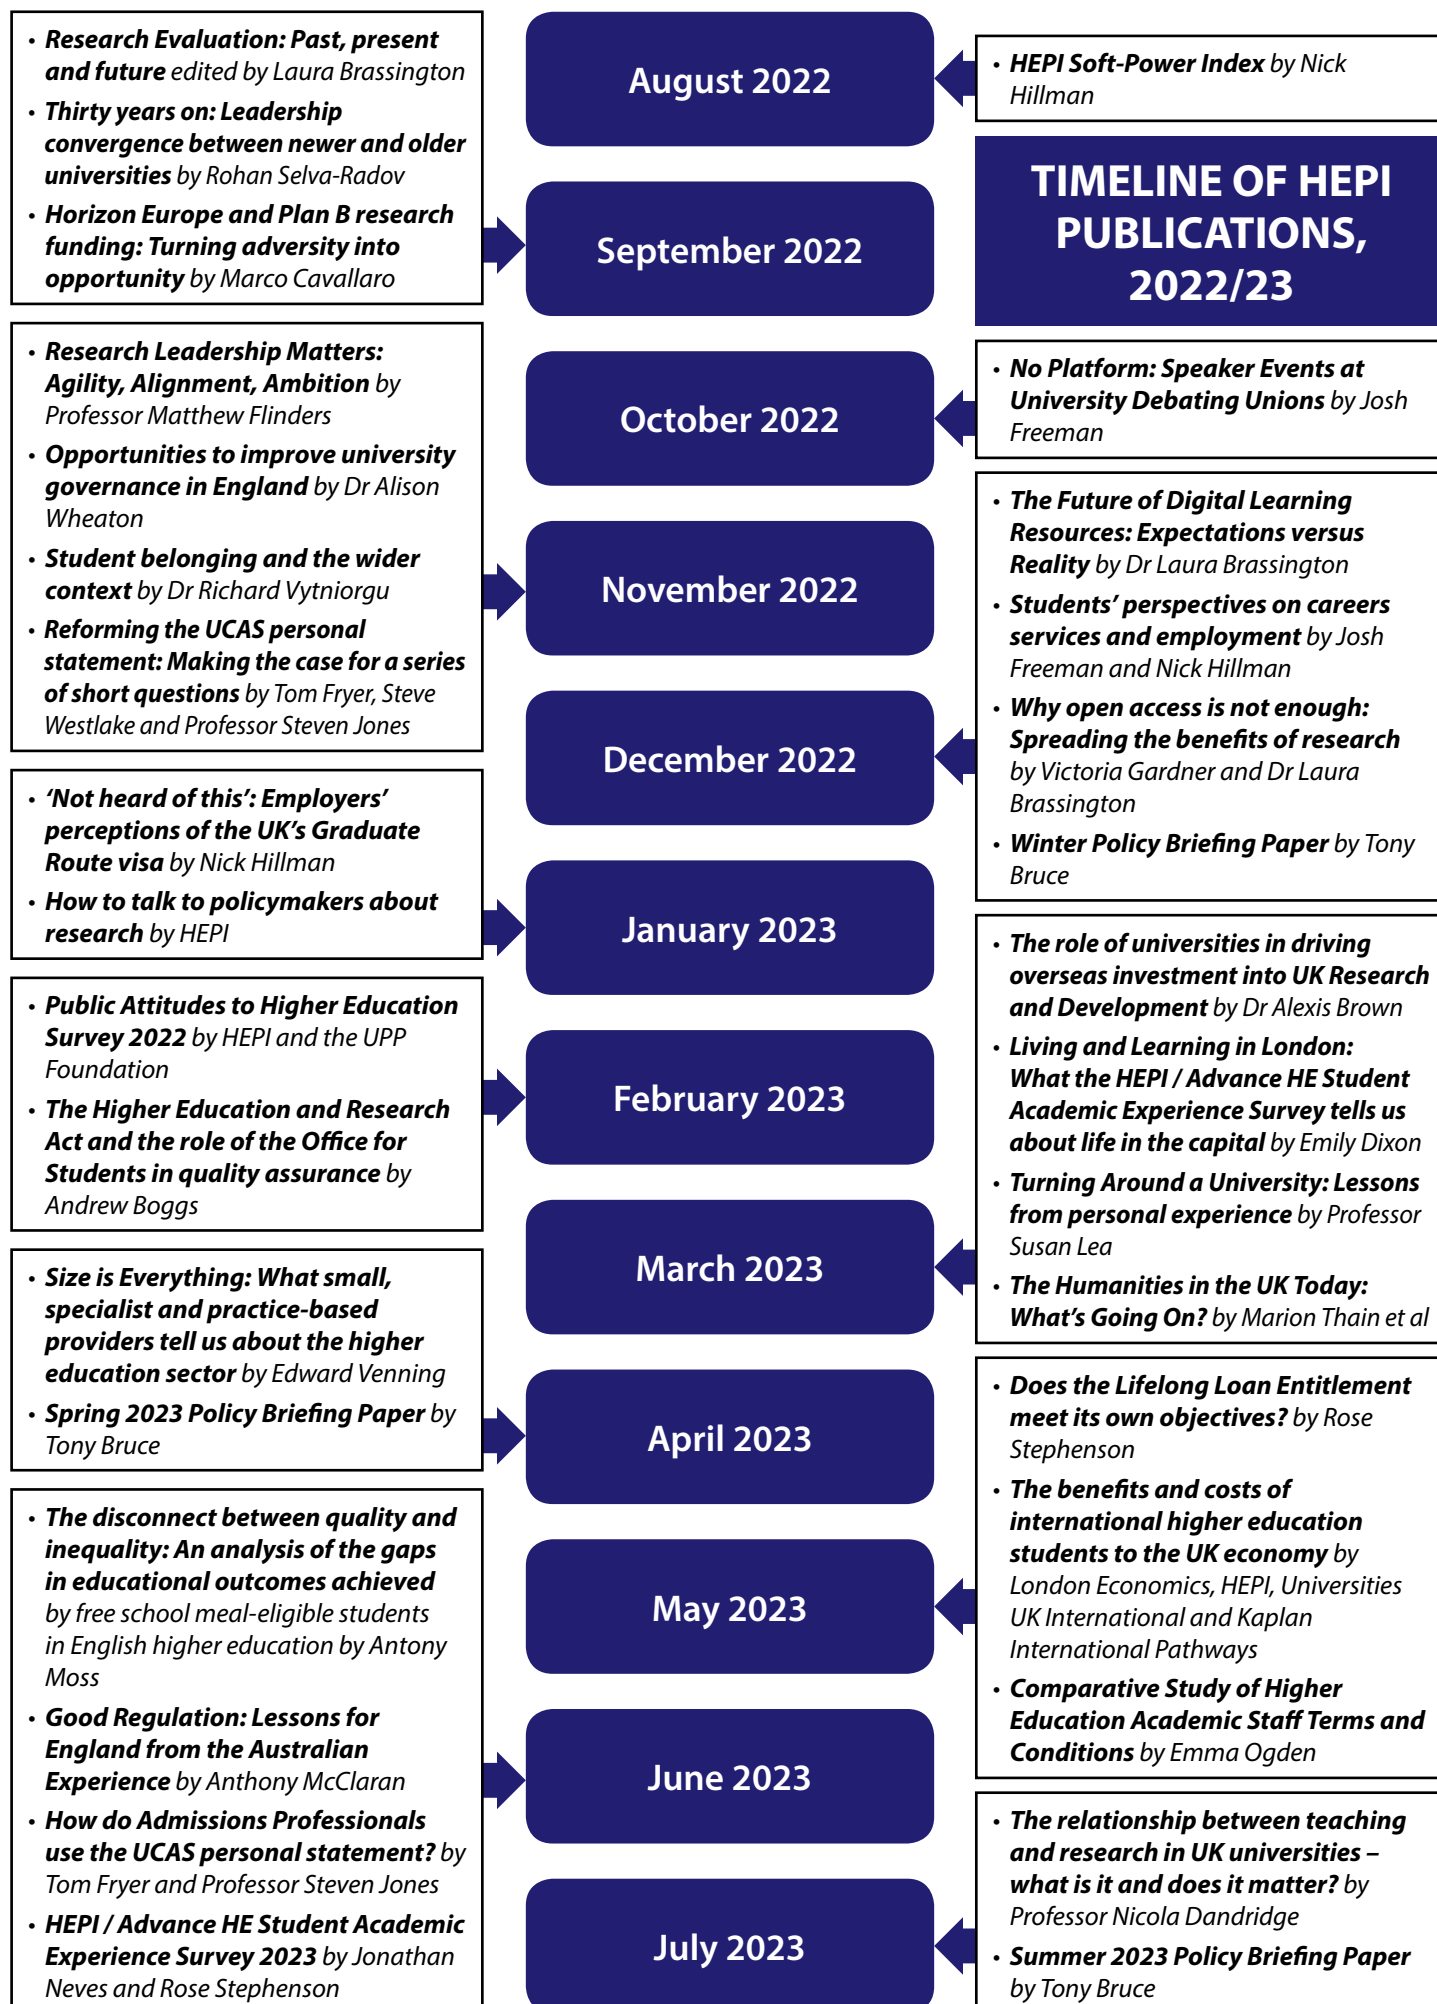 • Research Evaluation: Past, present
and future edited by Laura Brassington
• Thirty years on: Leadership
convergence between newer and older
universities by Rohan Selva-Radov
• Horizon Europe and Plan B research
funding: Turning adversity into
opportunity by Marco Cavallaro
• Research Leadership Matters:
Agility, Alignment, Ambition by
Professor Matthew Flinders
• Opportunities to improve university
governance in England by Dr Alison
Wheaton
• Student belonging and the wider
context by Dr Richard Vytniorgu
• Reforming the UCAS personal
statement: Making the case for a series
of short questions by Tom Fryer, Steve
Westlake and Professor Steven Jones
• ‘Not heard of this’: Employers’
perceptions of the UK’s Graduate
Route visa by Nick Hillman
• How to talk to policymakers about
research by HEPI
• Public Attitudes to Higher Education
Survey 2022 by HEPI and the UPP
Foundation
• The Higher Education and Research
Act and the role of the Office for
Students in quality assurance by
Andrew Boggs
• Size is Everything: What small,
specialist and practice-based
providers tell us about the higher
education sector by Edward Venning
• Spring 2023 Policy Briefing Paper by
Tony Bruce
• The disconnect between quality and
inequality: An analysis of the gaps
in educational outcomes achieved
by free school meal-eligible students
in English higher education by Antony
Moss
• Good Regulation: Lessons for
England from the Australian
Experience by Anthony McClaran
• How do Admissions Professionals
use the UCAS personal statement? by
Tom Fryer and Professor Steven Jones
• HEPI / Advance HE Student Academic
Experience Survey 2023 by Jonathan
Neves and Rose Stephenson
August 2022
September 2022
October 2022
November 2022
December 2022
January 2023
February 2023
March 2023
April 2023
May 2023
June 2023
July 2023
• HEPI Soft-Power Index by Nick
Hillman
TIMELINE OF HEPI
PUBLICATIONS,
2022/23
• No Platform: Speaker Events at
University Debating Unions by Josh
Freeman
• The Future of Digital Learning
Resources: Expectations versus
Reality by Dr Laura Brassington
• Students’ perspectives on careers
services and employment by Josh
Freeman and Nick Hillman
• Why open access is not enough:
Spreading the benefits of research
by Victoria Gardner and Dr Laura
Brassington
• Winter Policy Briefing Paper by Tony
Bruce
• The role of universities in driving
overseas investment into UK Research
and Development by Dr Alexis Brown
• Living and Learning in London:
What the HEPI / Advance HE Student
Academic Experience Survey tells us
about life in the capital by Emily Dixon
• Turning Around a University: Lessons
from personal experience by Professor
Susan Lea
• The Humanities in the UK Today:
What’s Going On? by Marion Thain et al
• Does the Lifelong Loan Entitlement
meet its own objectives? by Rose
Stephenson
• The benefits and costs of
international higher education
students to the UK economy by
London Economics, HEPI, Universities
UK International and Kaplan
International Pathways
• Comparative Study of Higher
Education Academic Staff Terms and
Conditions by Emma Ogden
• The relationship between teaching
and research in UK universities –
what is it and does it matter? by
Professor Nicola Dandridge
• Summer 2023 Policy Briefing Paper
by Tony Bruce